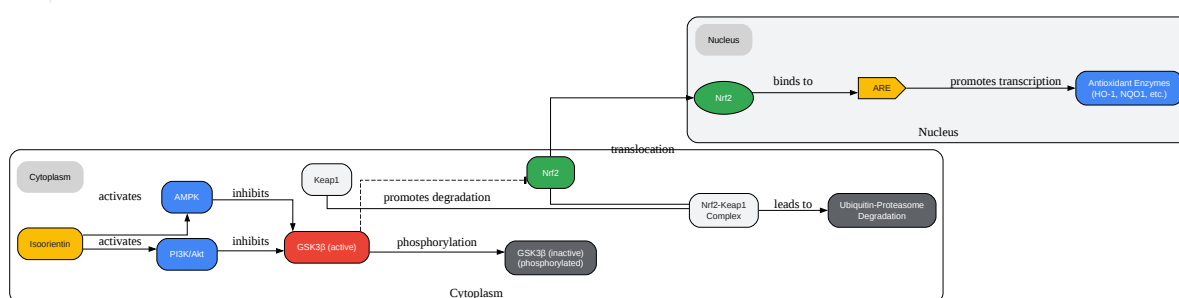 Nucleus
Nrf2
binds to
ARE
promotes transcription
Antioxidant Enzymes
(HO-1, NQO1, etc.)
Nucleus
translocation
Cytoplasm
Keap1
Nrf2
activates
AMPK
inhibits
promotes degradation
Nrf2-Keap1
Complex
leads to
Ubiquitin-Proteasome
Degradation
Isoorientin
activates
PI3K/Akt
inhibits
GSK3β (active)
phosphorylation
GSK3β (inactive)
(phosphorylated)
Cytoplasm